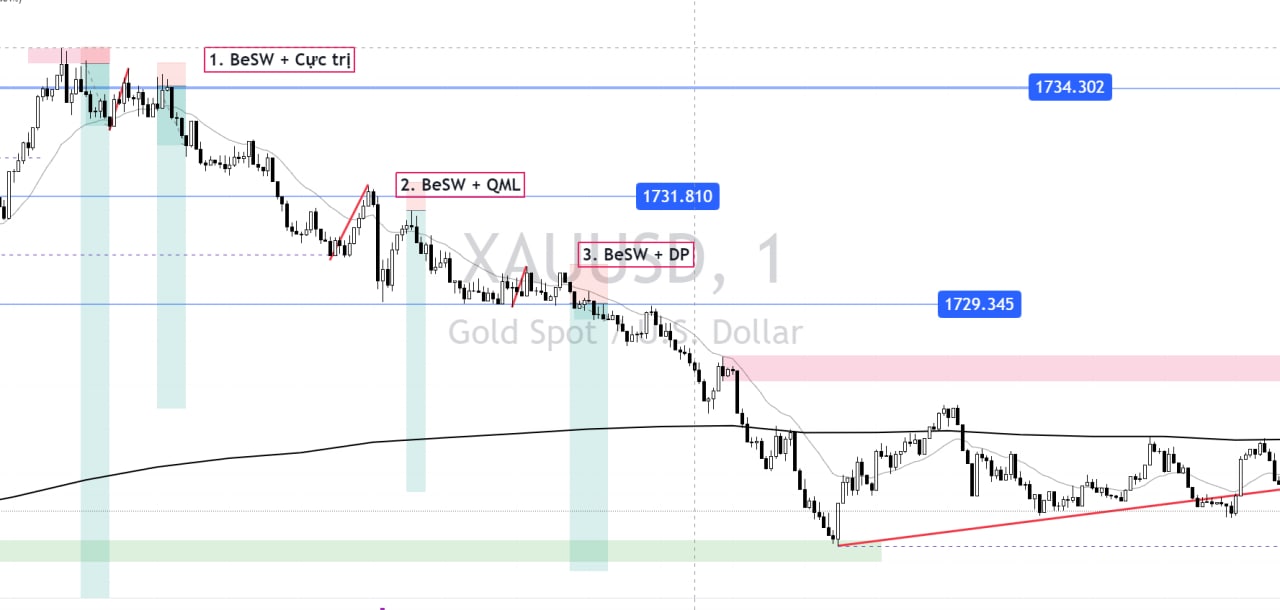 1. BeSW + Cực trị
1734.302
2. BeSW + QML
1731.810
3. BeSW + DP
XAUUSD, 1
1729.345
Gold Spot / U.S. Dollar